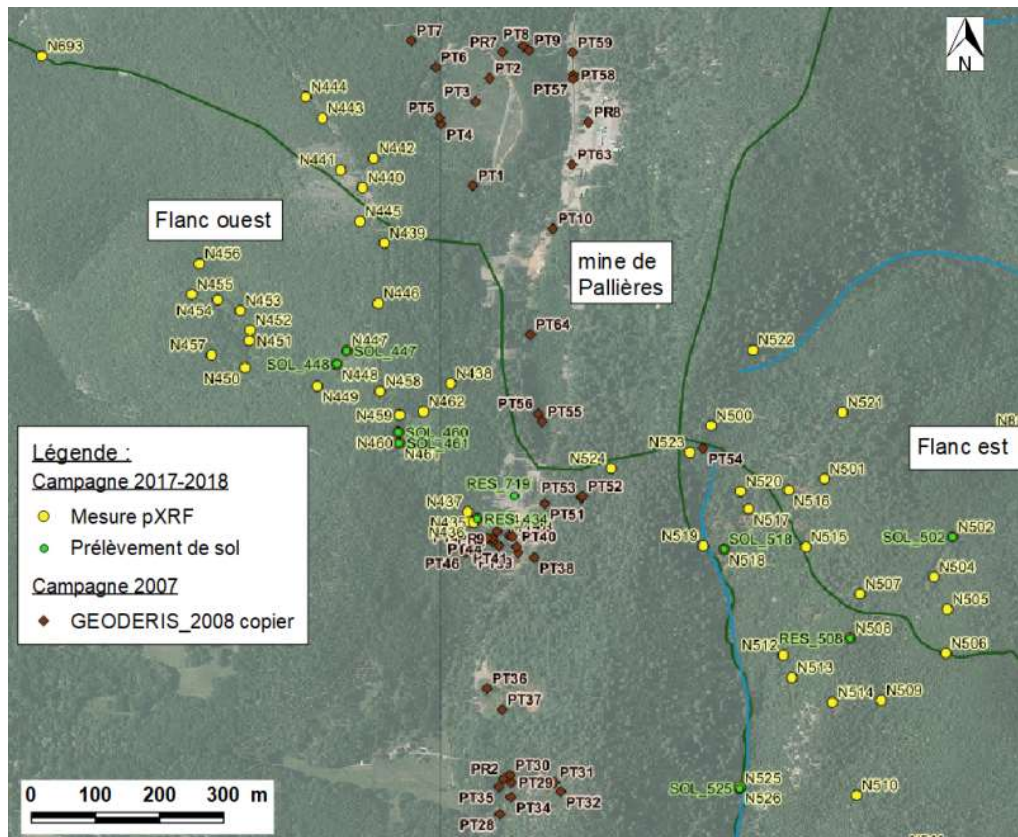 N693
PT7
PR7
PT8
PT9
PT59
N
PT6
PT2
PT58
PT57
N444
N443
PT3
PT5
PT4
PR8
N442
N441
N440
PT63
PT1
Flanc ouest
N445
N439
PT10
mine de
Pallières
N456
N455
N454
N453
N446
N452
N451
PT64
N457
N450
N447
SOL_447
SOL_448
N448
N522
N449
N458
N438
N459
N462
PT56
PT55
N500
N521
SOL_460
N460
SOL_461
N461
N524
N523
PT54
Flanc est
Légende :
Campagne 2017-2018
Mesure pXRF
Prélèvement de sol
Campagne 2007
GEODERIS_2008 copier
RES_719
PT53
PT52
PT51
N520
N516
N501
N517
N437
N436
PT40
PT41
PT44
PT46
PT38
N519
SOL_518
N518
N515
SOL_502
N502
N504
N507
N505
RES_508
N508
N512
N506
N513
N514
N509
PT36
PT37
PR2
PT30
PT29
PT31
PT35
PT34
PT32
PT28
SOL_525
N525
N526
N510
0 100 200 300 m